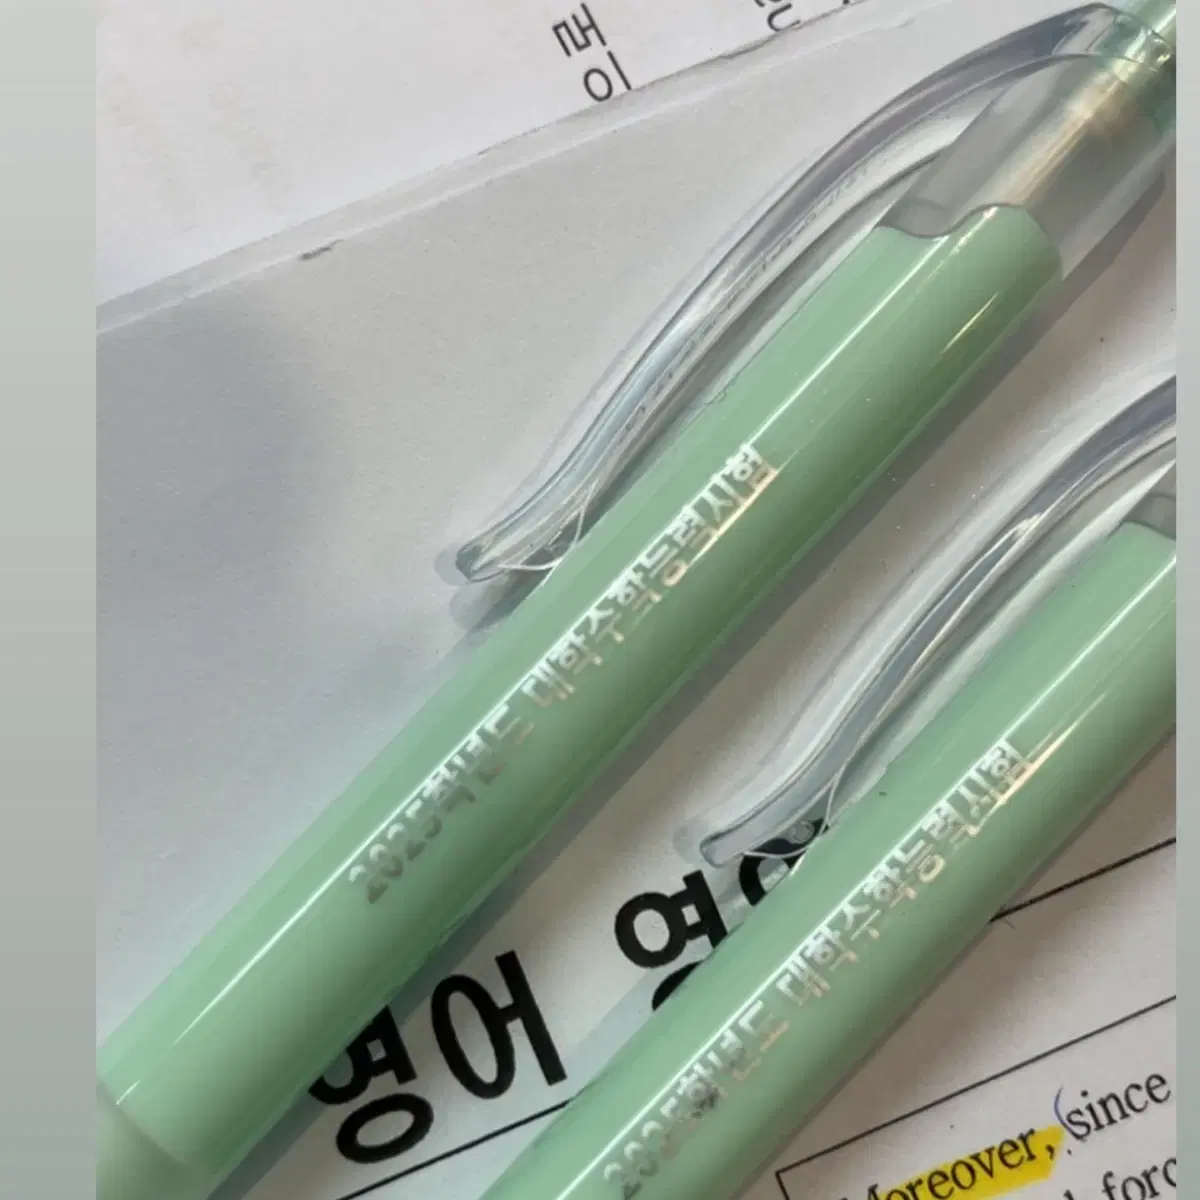 2025학년도 대학수학능력시험
2025학년도 대학수학능력시험
영어 영
Moreover, since